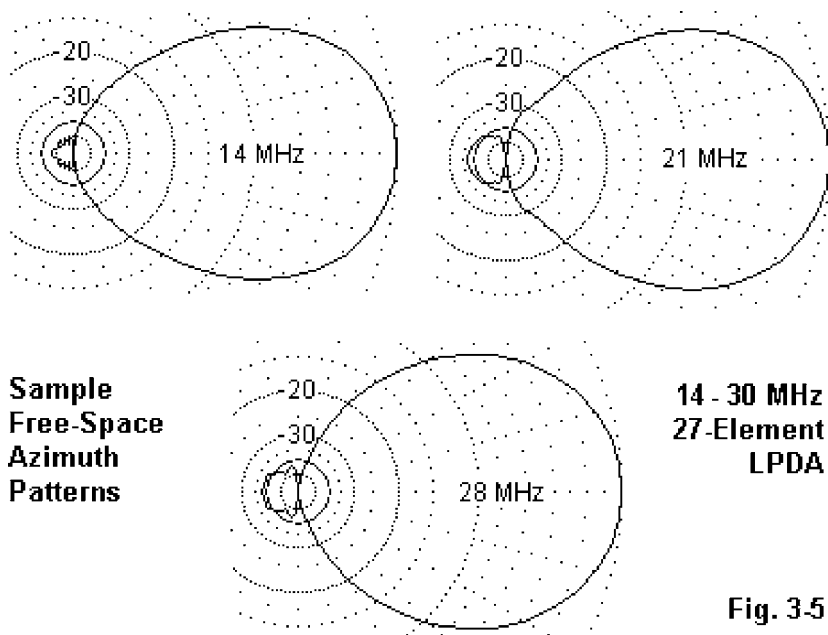 -20
-30
14 MHz
-20
-30
21 MHz
Sample
Free-Space
Azimuth
Patterns
-20
-30
28 MHz
14 - 30 MHz
27-Element
LPDA
Fig. 3-5